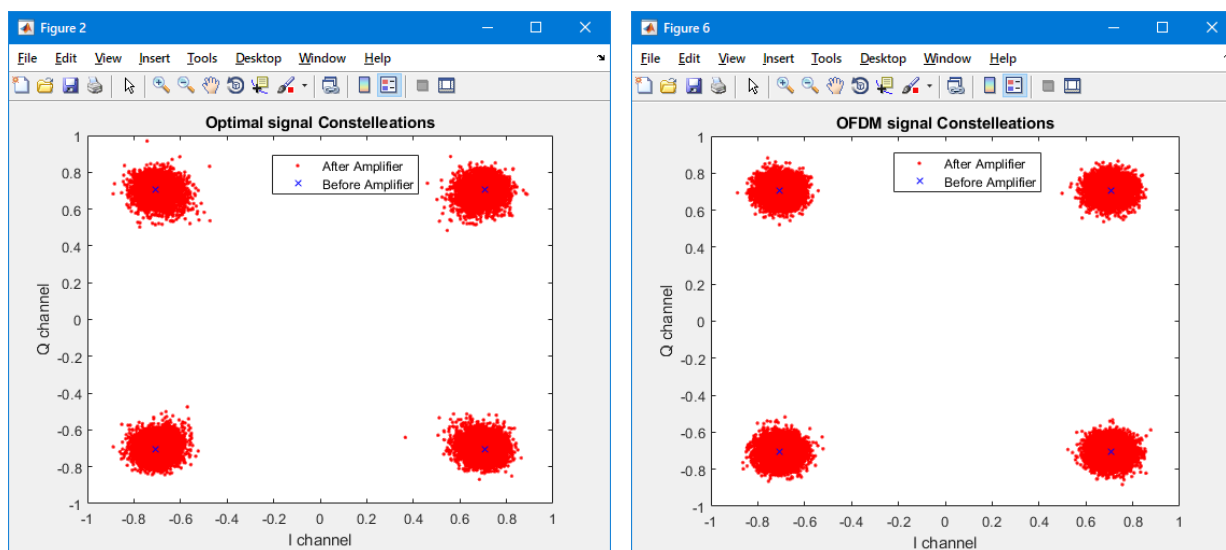 Figure 2
File Edit View Insert Tools Desktop Window Help
Optimal signal Constelleations
After Amplifier
Before Amplifier
Q channel
1
0.8
0.6
0.4
0.2
0
-0.2
-0.4
-0.6
-0.8
-1
-1 -0.8 -0.6 -0.4 -0.2 0 0.2 0.4 0.6 0.8 1
I channel
Figure 6
File Edit View Insert Tools Desktop Window Help
OFDM signal Constelleations
After Amplifier
Before Amplifier
Q channel
1
0.8
0.6
0.4
0.2
0
-0.2
-0.4
-0.6
-0.8
-1
-1 -0.8 -0.6 -0.4 -0.2 0 0.2 0.4 0.6 0.8 1
I channel